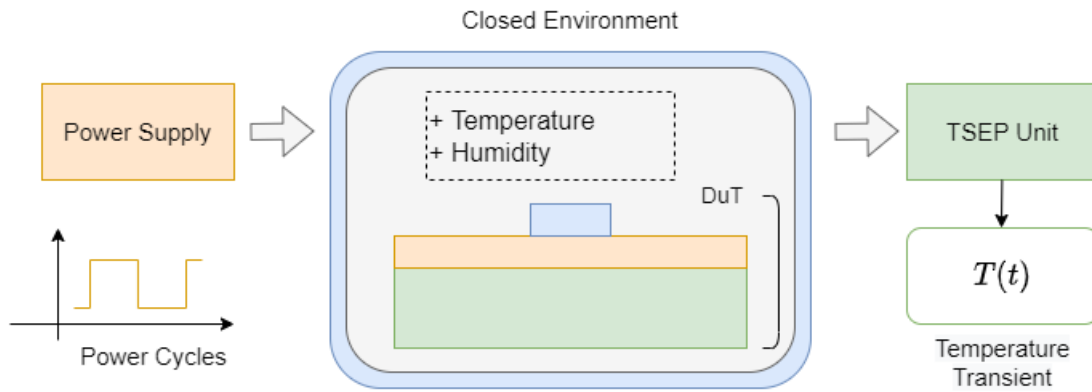 Closed Environment
Power Supply
+ Temperature
+ Humidity
DuT
TSEP Unit
T(t)
Power Cycles
Temperature
Transient